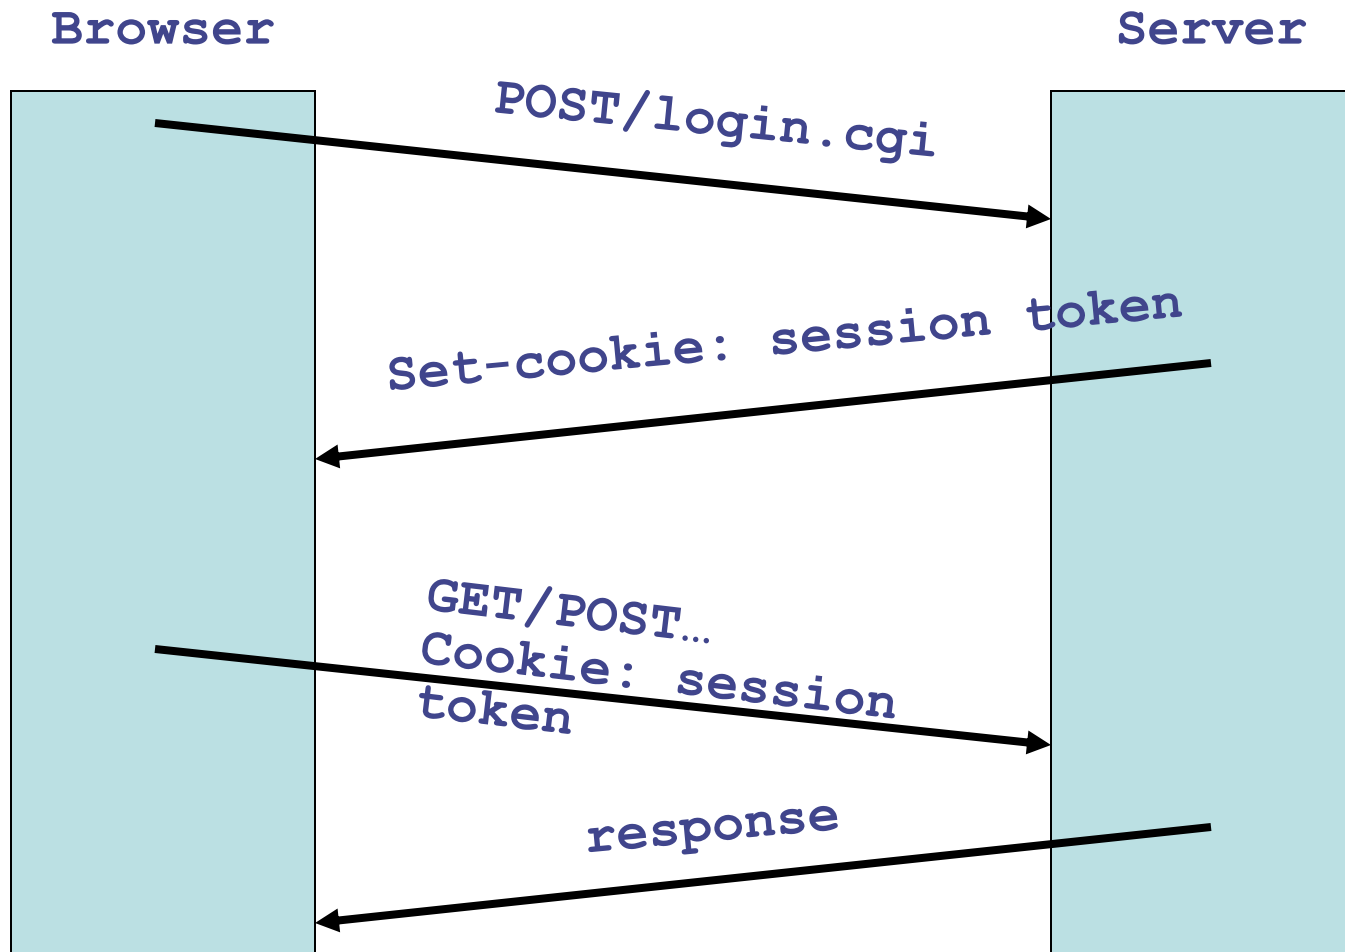 Browser
Server
POST/login.cgi
Set-cookie: session token
GET/POST…
Cookie: session
token
response